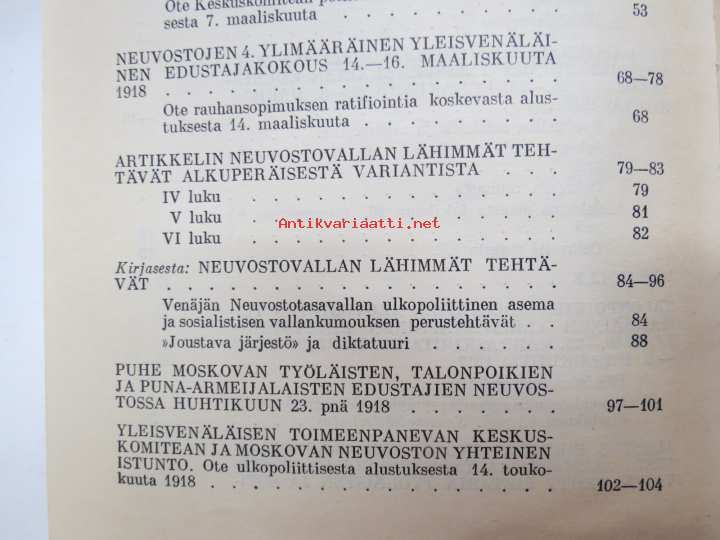 Ote Keskuskomitean
sesta 7. maaliskuuta . . . . . . . . . . 53
NEUVOSTOJEN 4. YLIMÄÄRÄINEN YLEISVENÄLÄI-
NEN EDUSTAJAKOKOUS 14.—16. MAALISKUUTA
1918 . . . . . . . . . . . . . . . . 68—78
Ote rauhansopimuksen ratifiointia koskevasta alus-
tuksesta 14. maaliskuuta . . . . . . . . . 68
ARTIKKELIN NEUVOSTOVALLAN LÄHIMMÄT TEH-
TÄVÄT ALKUPERÄISESTÄ VARIANTISTA . . . 79—83
IV luku . . . . . . . . . . . . . . 79
V luku . . . . . . . . . . . . . . 81
Antikvariaatti.net
VI luku . . . . . . . . . . . . . . 82
Kirjasesta: NEUVOSTOVALLAN LÄHIMMÄT TEHTÄ-
VÄT . . . . . . . . . . . . . . . . 84—96
Venäjän Neuvostotasavallan ulkopoliittinen asema
ja sosialistisen vallankumouksen perustehtävät . . 84
»Joustava järjestö» ja diktatuuri . . . . . . 88
PUHE MOSKOVAN TYÖLÄISTEN, TALONPOIKIEN
JA PUNA-ARMEIJALAISTEN EDUSTAJIEN NEUVOS-
TOSSA HUHTIKUUN 23. pnä 1918 . . . . . . . 97—101
YLEISVENÄLÄISEN TOIMEENPANEVAN KESKUS-
KOMITEAN JA MOSKOVAN NEUVOSTON YHTEINEN
ISTUNTO. Ote ulkopoliittisesta alustuksesta 14. touko-
kuuta 1918 . . . . . . . . . . . . . . 102—104